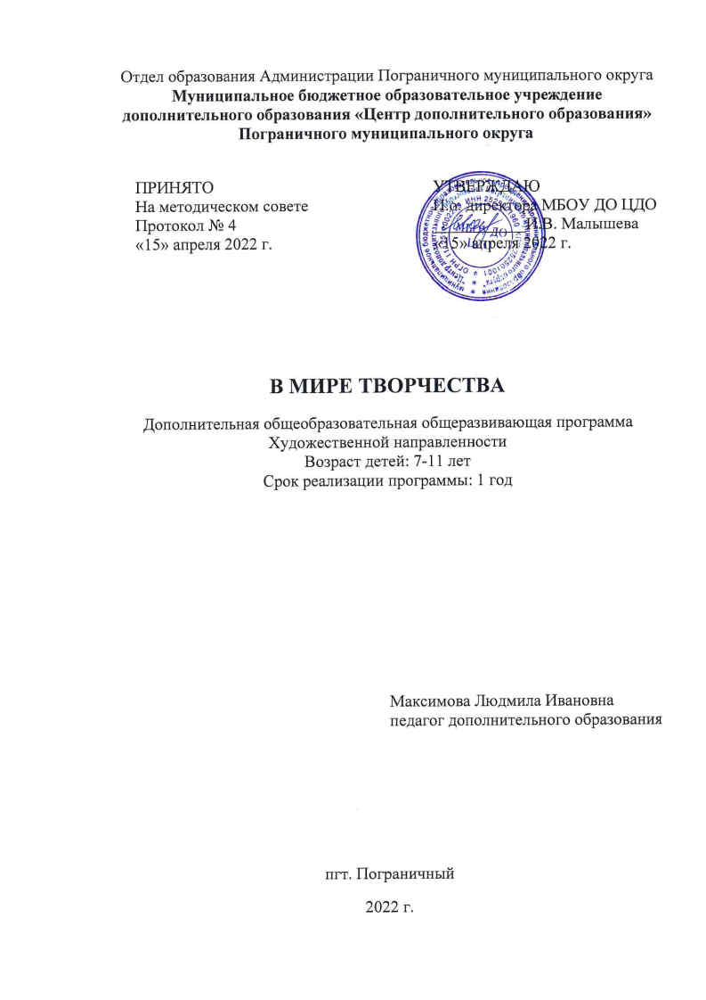 Отдел образования Администрации Пограничного муниципального округа
Муниципальное бюджетное образовательное учреждение
дополнительного образования «Центр дополнительного образования»
Пограничного муниципального округа
ПРИНЯТО
На методическом совете
Протокол № 4
«15» апреля 2022 г.
УТВЕРЖДАЮ
И.о. директора МБОУ ДО ЦДО
И.В. Малышева
«15» апреля 2022 г.
В МИРЕ ТВОРЧЕСТВА
Дополнительная общеобразовательная общеразвивающая программа
Художественной направленности
Возраст детей: 7-11 лет
Срок реализации программы: 1 год
Максимова Людмила Ивановна
педагог дополнительного образования
пгт. Пограничный
2022 г.